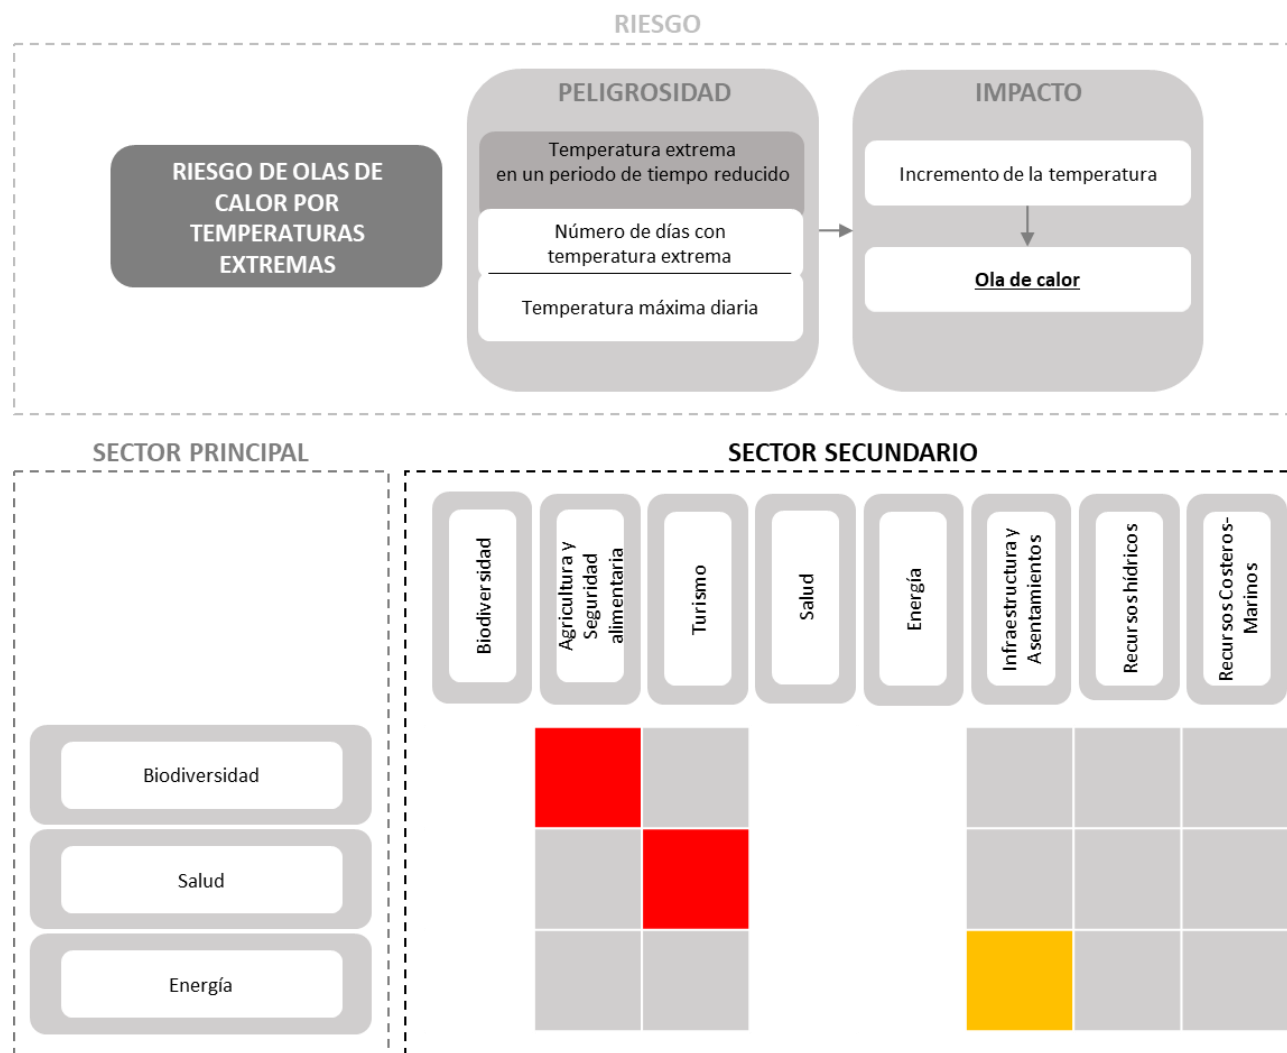 RIESGO
RIESGO DE OLAS DE
CALOR POR
TEMPERATURAS
EXTREMAS
PELIGROSIDAD
Temperatura extrema
en un periodo de tiempo reducido
Número de días con
temperatura extrema
Temperatura máxima diaria
IMPACTO
Incremento de la temperatura
Ola de calor
SECTOR PRINCIPAL
SECTOR SECUNDARIO
Biodiversidad
Agricultura y
Seguridad
alimentaria
Turismo
Salud
Energía
Infraestructura y
Asentamientos
Recursos hídricos
Recursos Costeros-
Marinos
Biodiversidad
Salud
Energía